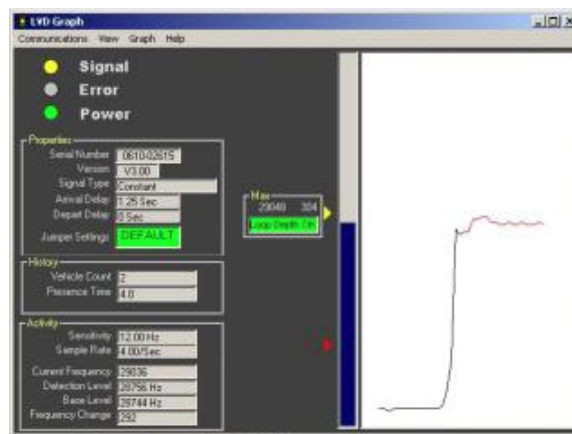 LVD Graph
Communications View Graph Help
Signal
Error
Power
Properties
Serial Number 0610-02615
Version V3.00
Signal Type Constant
Arrival Delay 1.25 Sec
Depart Delay 0 Sec
Jumper Settings DEFAULT
Max
29048 304
Loop Depth
History
Vehicle Count 2
Presence Time 4.0
Activity
Sensitivity 12.00 Hz
Sample Rate 4.00/Sec
Current Frequency 29036
Detection Level 28756 Hz
Base Level 28744 Hz
Frequency Change 292